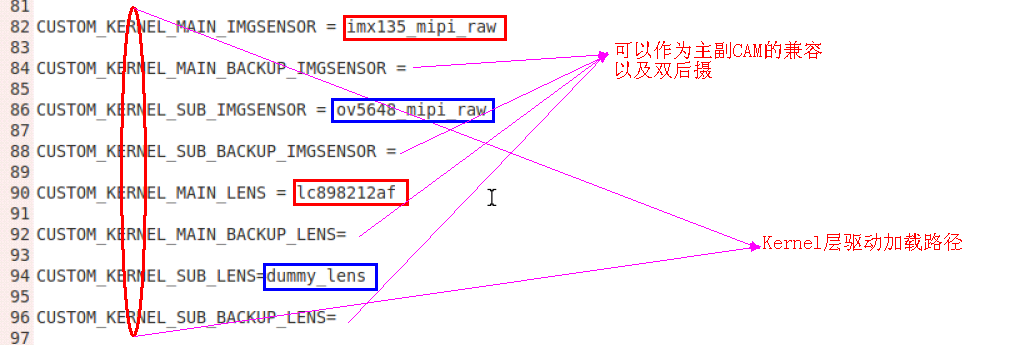 81
82 CUSTOM_KERNEL_MAIN_IMGSENSOR = imx135_mipi_raw
83
84 CUSTOM_KERNEL_MAIN_BACKUP_IMGSENSOR =
85
86 CUSTOM_KERNEL_SUB_IMGSENSOR = ov5648_mipi_raw
87
88 CUSTOM_KERNEL_SUB_BACKUP_IMGSENSOR =
89
90 CUSTOM_KERNEL_MAIN_LENS = lc898212af
91
92 CUSTOM_KERNEL_MAIN_BACKUP_LENS=
93
94 CUSTOM_KERNEL_SUB_LENS=dummy_lens
95
96 CUSTOM_KERNEL_SUB_BACKUP_LENS=
97
可以作为主副CAM的兼容
以及双后摄
Kernel层驱动加载路径